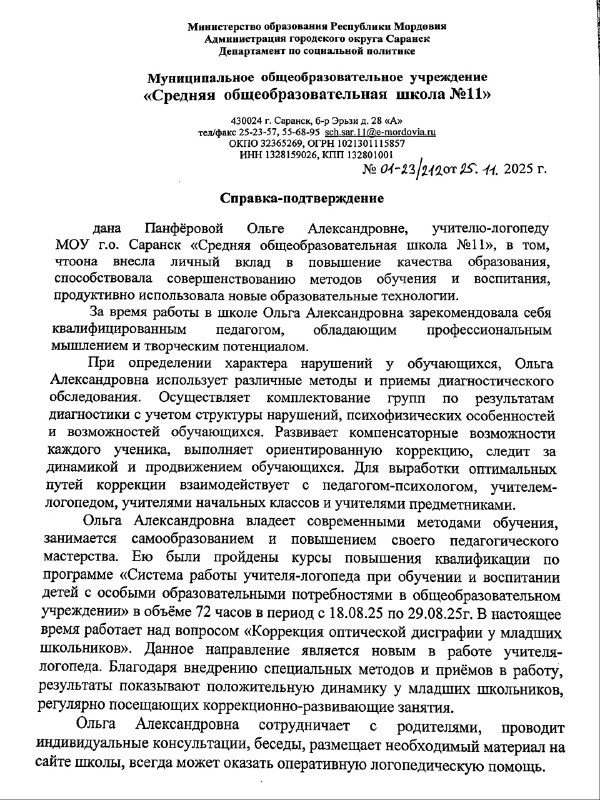 Министерство образования Республики Мордовия
Администрация городского округа Саранск
Департамент по социальной политике
Муниципальное общеобразовательное учреждение
«Средняя общеобразовательная школа №11»
430024 г. Саранск, б-р Эрьзи д. 28 «А»
тел/факс 25-23-57, 55-68-95 sch.sar.11@e-mordovia.ru
ОКПО 32365269, ОГРН 1021301115857
ИНН 1328159026, КПП 132801001
№ 01-23/212 от 25. 11. 2025 г.
Справка-подтверждение
дана Панфёровой Ольге Александровне, учителю-логопеду
МОУ г.о. Саранск «Средняя общеобразовательная школа №11», в том,
чтоона внесла личный вклад в повышение качества образования,
способствовала совершенствованию методов обучения и воспитания,
продуктивно использовала новые образовательные технологии.
За время работы в школе Ольга Александровна зарекомендовала себя
квалифицированным педагогом, обладающим профессиональным
мышлением и творческим потенциалом.
При определении характера нарушений у обучающихся, Ольга
Александровна использует различные методы и приемы диагностического
обследования. Осуществляет комплектование групп по результатам
диагностики с учетом структуры нарушений, психофизических особенностей
и возможностей обучающихся. Развивает компенсаторные возможности
каждого ученика, выполняет ориентированную коррекцию, следит за
динамикой и продвижением обучающихся. Для выработки оптимальных
путей коррекции взаимодействует с педагогом-психологом, учителем-
логопедом, учителями начальных классов и учителями предметниками.
Ольга Александровна владеет современными методами обучения,
занимается самообразованием и повышением своего педагогического
мастерства. Ею были пройдены курсы повышения квалификации по
программе «Система работы учителя-логопеда при обучении и воспитании
детей с особыми образовательными потребностями в общеобразовательном
учреждении» в объёме 72 часов в период с 18.08.25 по 29.08.25г. В настоящее
время работает над вопросом «Коррекция оптической дисграфии у младших
школьников». Данное направление является новым в работе учителя-
логопеда. Благодаря внедрению специальных методов и приёмов в работу,
результаты показывают положительную динамику у младших школьников,
регулярно посещающих коррекционно-развивающие занятия.
Ольга Александровна сотрудничает с родителями, проводит
индивидуальные консультации, беседы, размещает необходимый материал на
сайте школы, всегда может оказать оперативную логопедическую помощь.